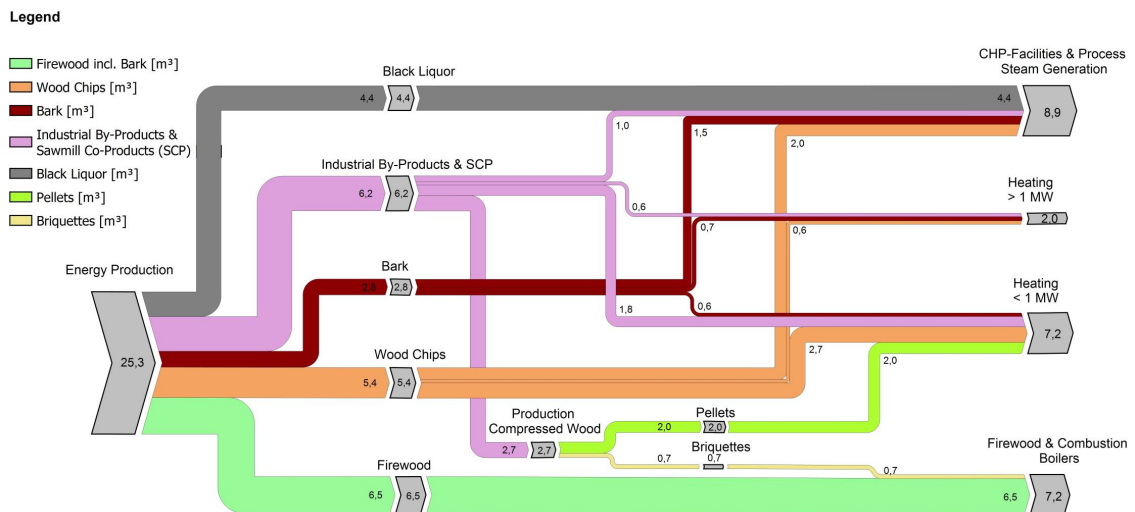 Legend
Firewood incl. Bark [m³]
Wood Chips [m³]
Bark [m³]
Industrial By-Products &
Sawmill Co-Products (SCP)
Black Liquor [m³]
Pellets [m³]
Briquettes [m³]
Energy Production
25,3
Black Liquor
4,4
4,4
4,4
CHP-Facilities & Process
Steam Generation
8,9
1,0
1,5
2,0
Industrial By-Products & SCP
6,2
6,2
0,6
Heating
> 1 MW
2,0
0,7
0,6
Bark
2,8
2,8
0,6
1,8
Heating
< 1 MW
7,2
Wood Chips
5,4
5,4
2,7
2,0
Production
Compressed Wood
2,7
2,7
Pellets
2,0
2,0
Briquettes
0,7
0,7
0,7
Firewood
6,5
6,5
6,5
Firewood & Combustion
Boilers
7,2